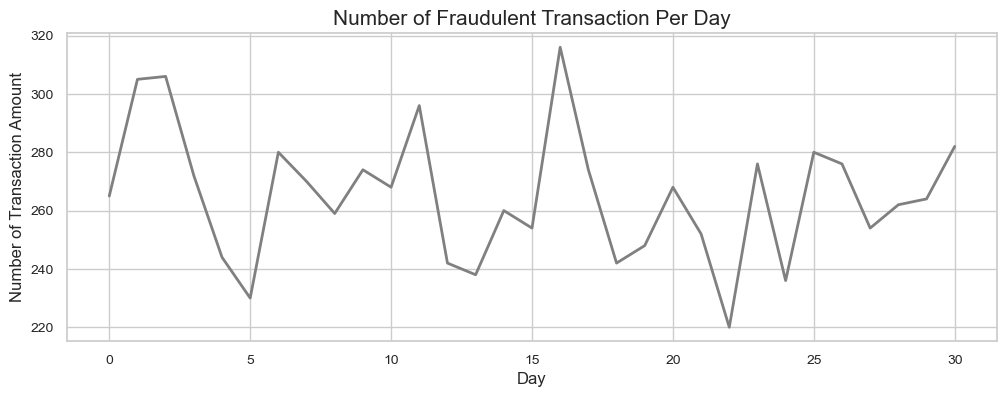 Number of Fraudulent Transaction Per Day
Number of Transaction Amount
320
300
280
260
240
220
0 5 10 15 20 25 30
Day